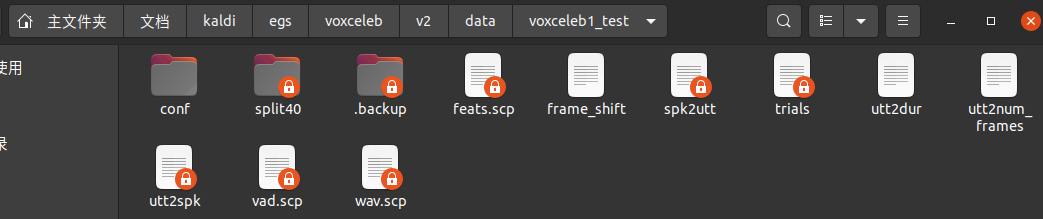 主文件夹 文档 kaldi egs voxceleb v2 data voxceleb1_test
使用
conf split40 .backup feats.scp frame_shift spk2utt trials utt2dur utt2num_
frames
录
utt2spk vad.scp wav.scp